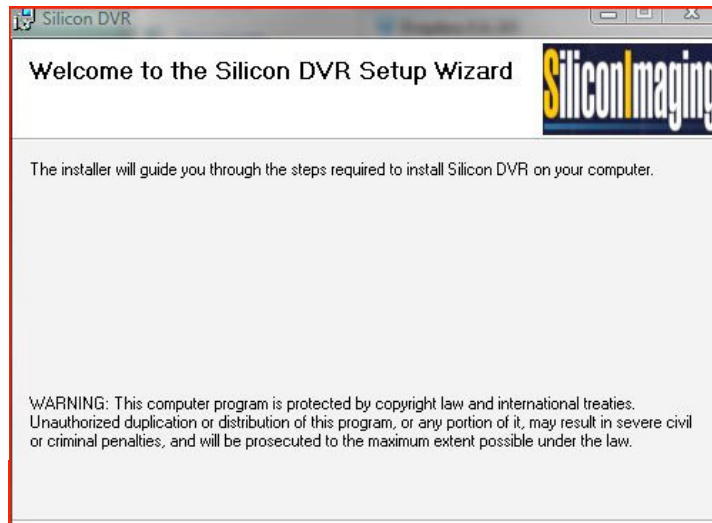 Silicon DVR
Welcome to the Silicon DVR Setup Wizard
SiliconImaging
The installer will guide you through the steps required to install Silicon DVR on your computer.
WARNING: This computer program is protected by copyright law and international treaties.
Unauthorized duplication or distribution of this program, or any portion of it, may result in severe civil
or criminal penalties, and will be prosecuted to the maximum extent possible under the law.